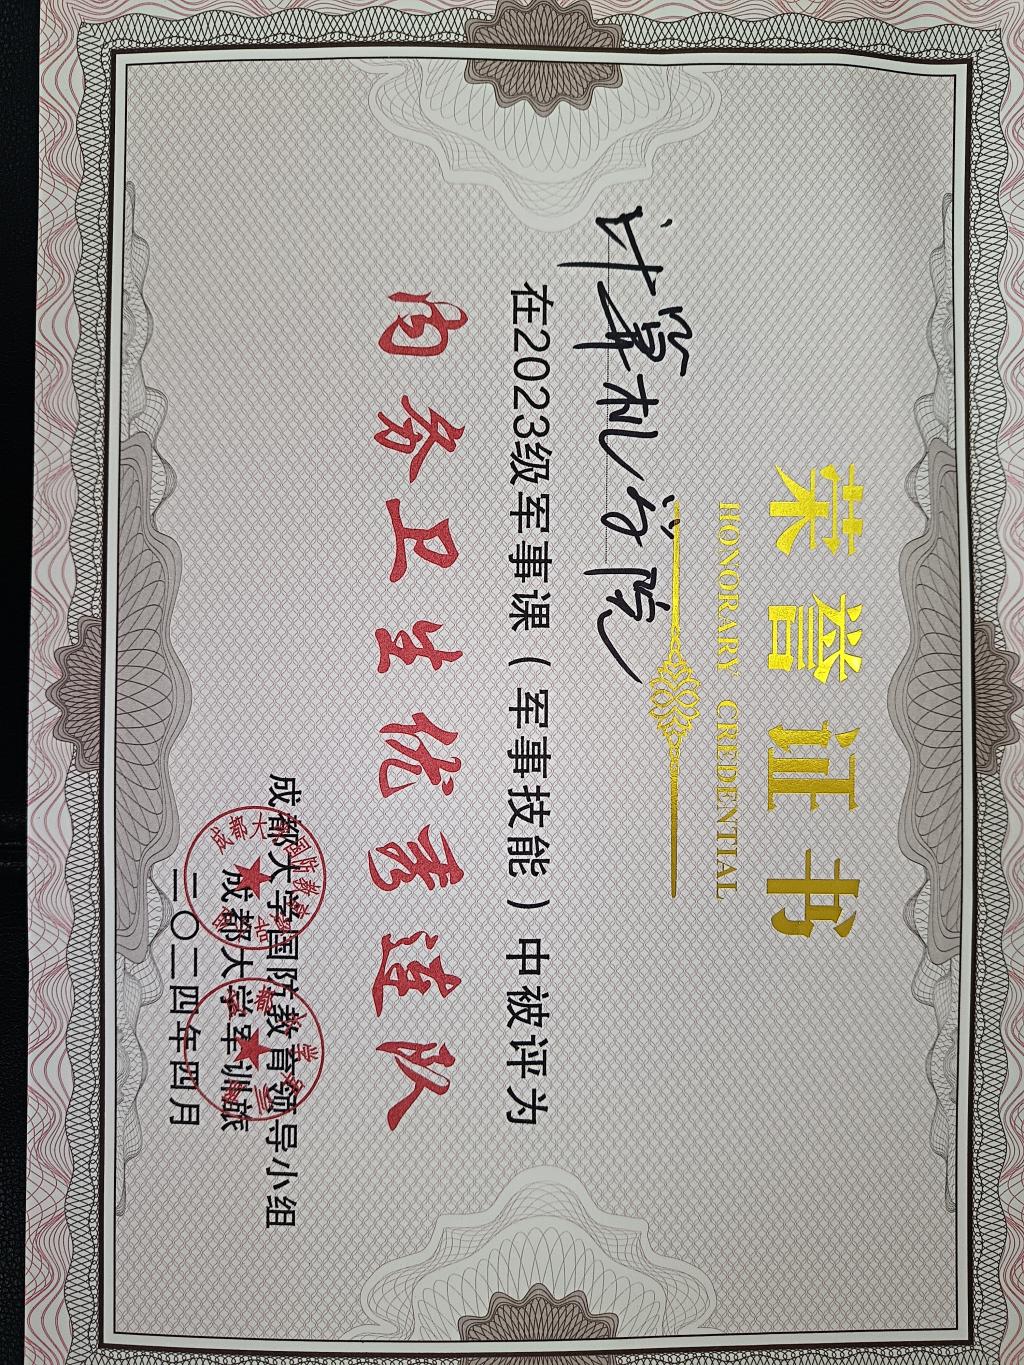 荣誉证书
HONORARY CREDENTIAL
计算机学院
在2023级军事课（军事技能）中被评为
内务卫生优秀连队
成都大学国防教育领导小组
成都大学军训旅
二〇二四年四月